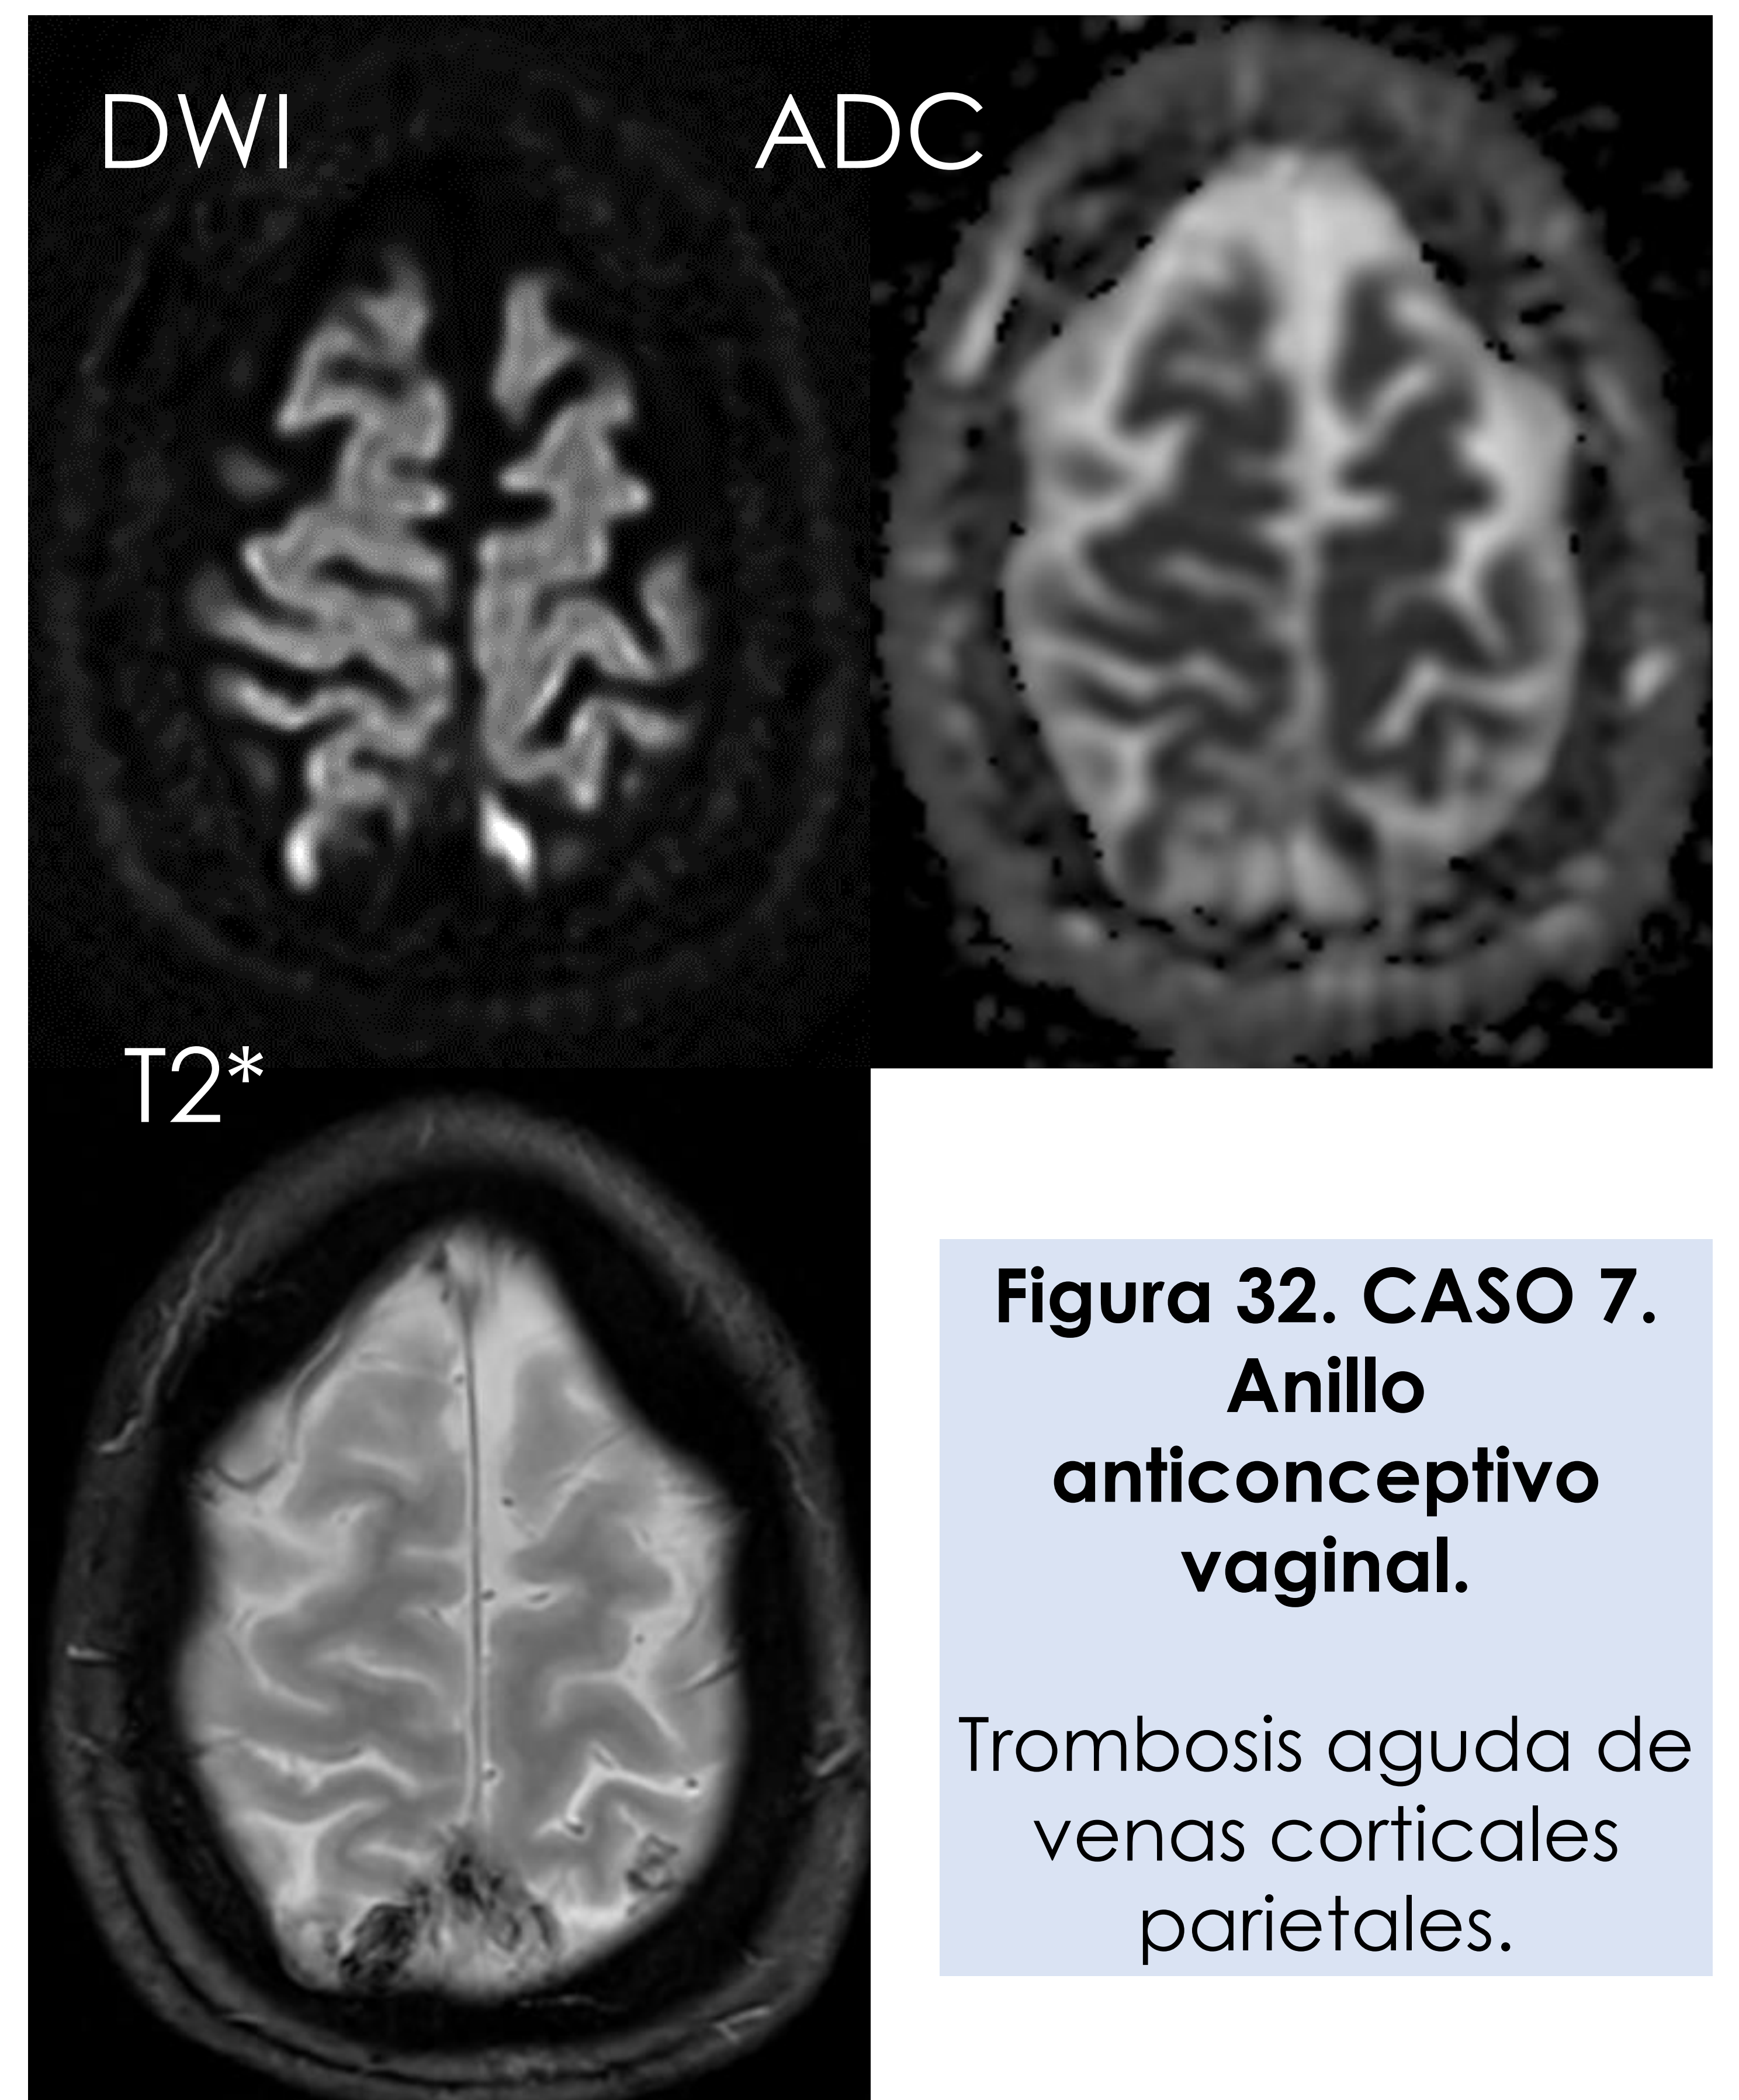 DWI
ADC
T2*
Figura 32. CASO 7.
Anillo
anticonceptivo
vaginal.
Trombosis aguda de
venas corticales
parietales.